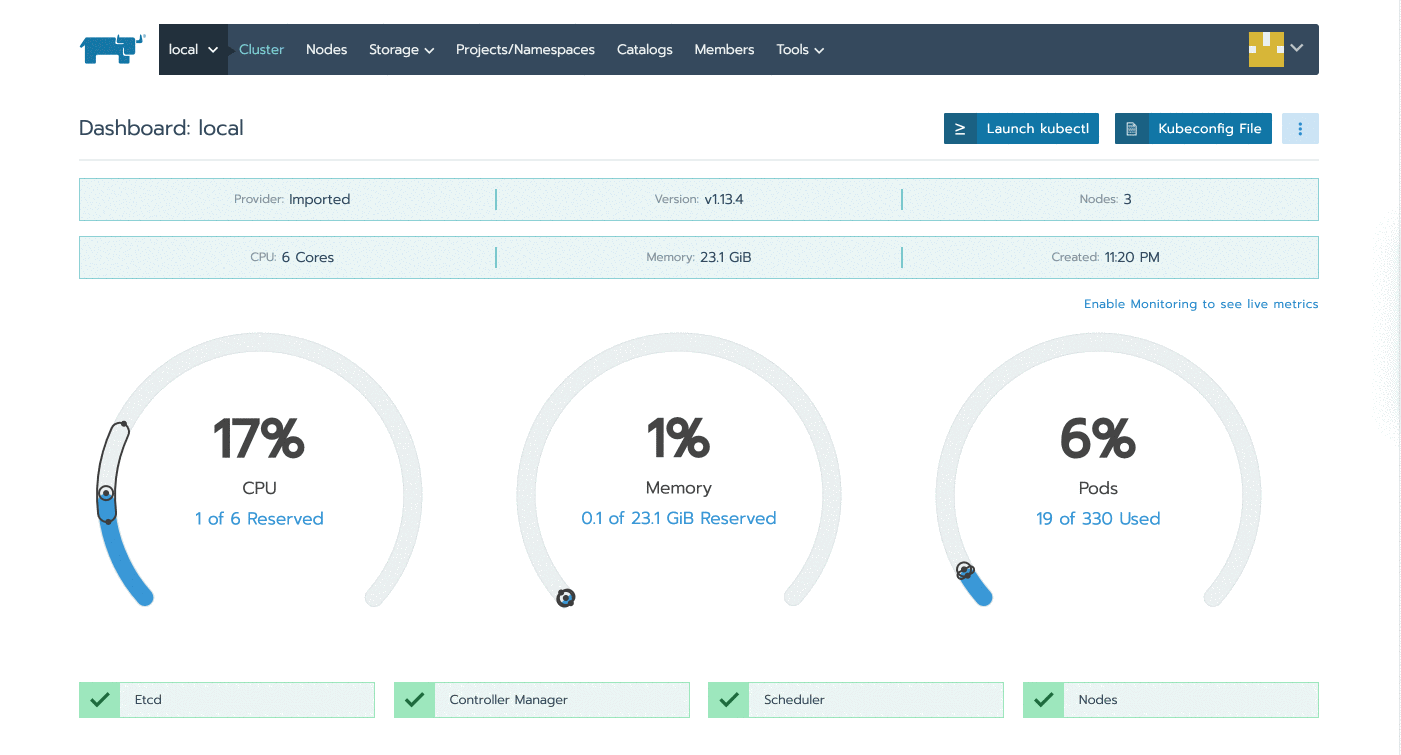 local Cluster Nodes Storage Projects/Namespaces Catalogs Members Tools
Dashboard: local
Launch kubectl Kubeconfig File
Provider: Imported Version: v1.13.4 Nodes: 3
CPU: 6 Cores Memory: 23.1 GiB Created: 11:20 PM
Enable Monitoring to see live metrics
17% 1% 6%
CPU Memory Pods
1 of 6 Reserved 0.1 of 23.1 GiB Reserved 19 of 330 Used
Etcd Controller Manager Scheduler Nodes